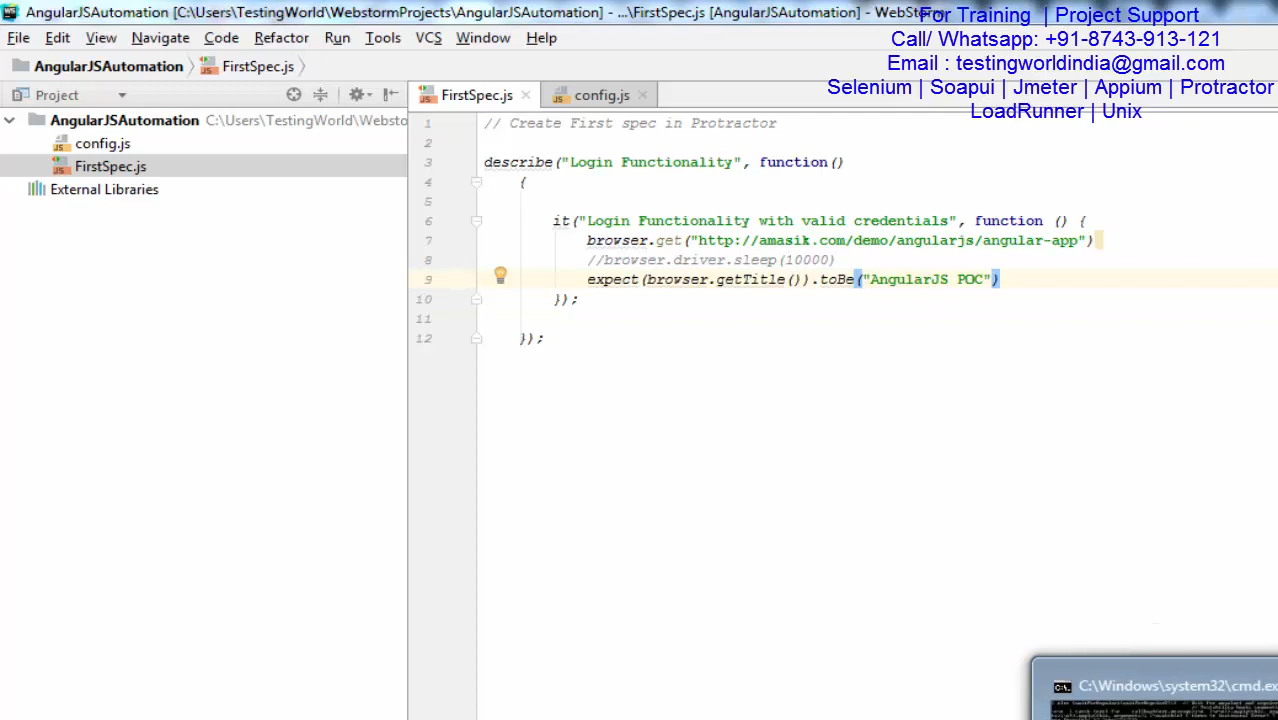 AngularJSAutomation [C:\Users\TestingWorld\WebstormProjects\AngularJSAutomation] - ...\FirstSpec.js [AngularJSAutomation] - WebStorm
For Training | Project Support
Call/ Whatsapp: +91-8743-913-121
Email : testingworldindia@gmail.com
Selenium | Soapui | Jmeter | Appium | Protractor
LoadRunner | Unix
File Edit View Navigate Code Refactor Run Tools VCS Window Help
AngularJSAutomation FirstSpec.js
Project
FirstSpec.js config.js
AngularJSAutomation C:\Users\TestingWorld\Websto
config.js
FirstSpec.js
External Libraries
1 // Create First spec in Protractor
2
3 describe("Login Functionality", function()
4 {
5
6 it("Login Functionality with valid credentials", function () {
7 browser.get("http://amasik.com/demo/angularjs/angular-app")
8 //browser.driver.sleep(10000)
9 expect(browser.getTitle()).toBe("AngularJS POC")
10 });
11
12 });
C:\Windows\system32\cmd.ex